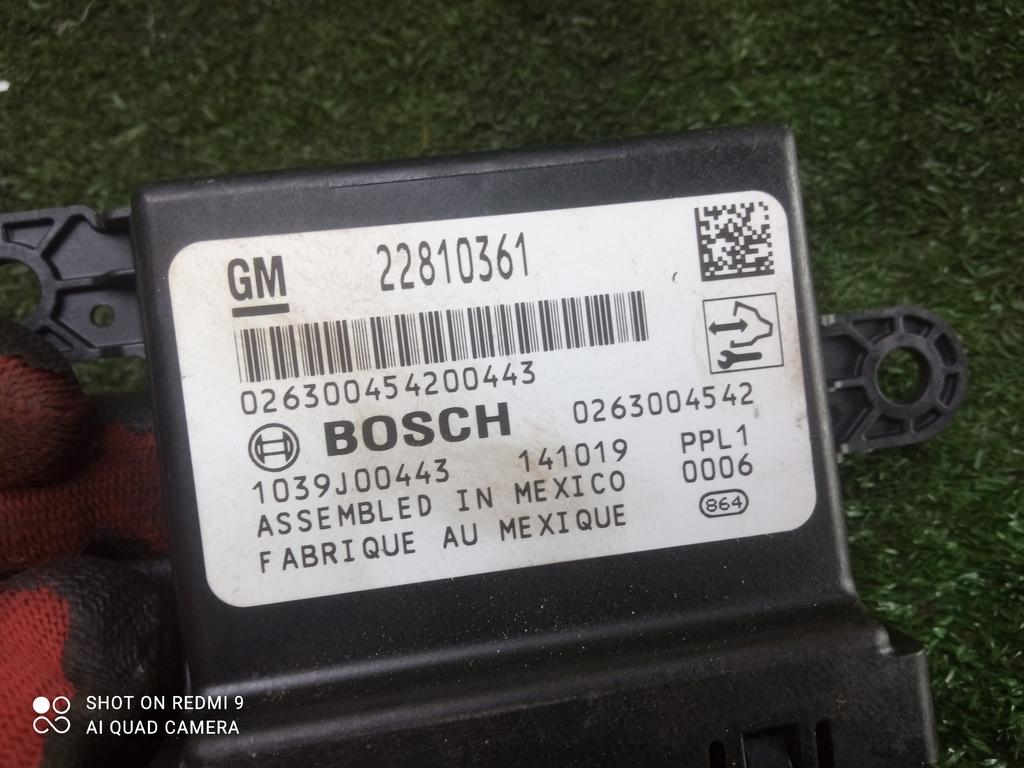 GM 22810361
026300454200443
BOSCH 0263004542
1039J00443 141019 PPL1
ASSEMBLED IN MEXICO 0006
FABRIQUE AU MEXIQUE 864
SHOT ON REDMI 9
AI QUAD CAMERA